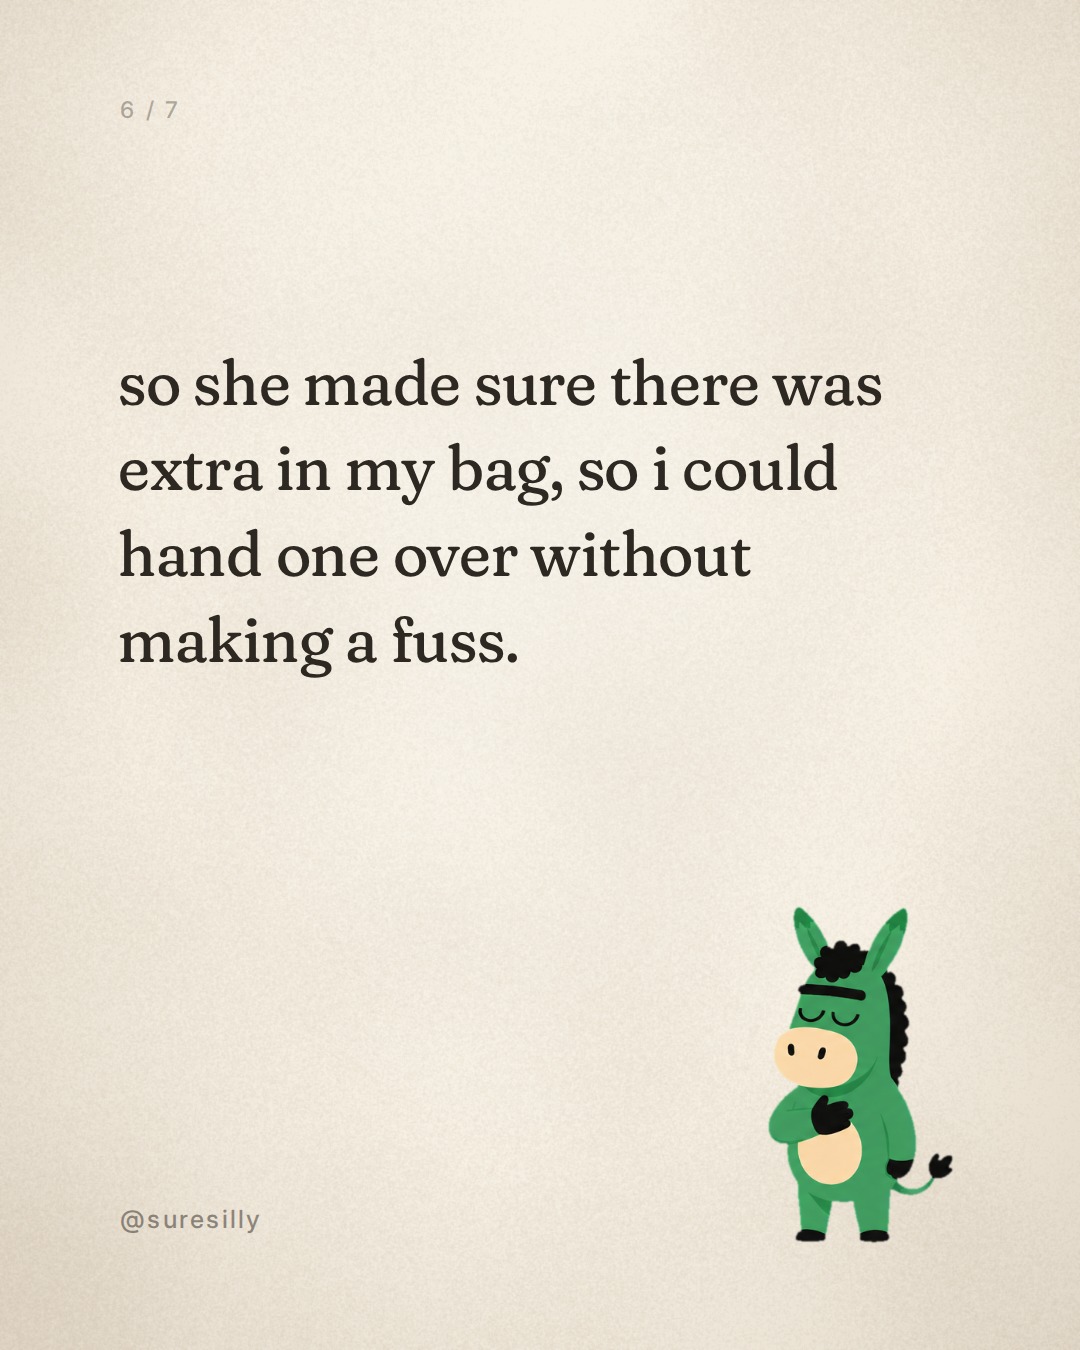 6 / 7
so she made sure there was
extra in my bag, so i could
hand one over without
making a fuss.
@suresilly